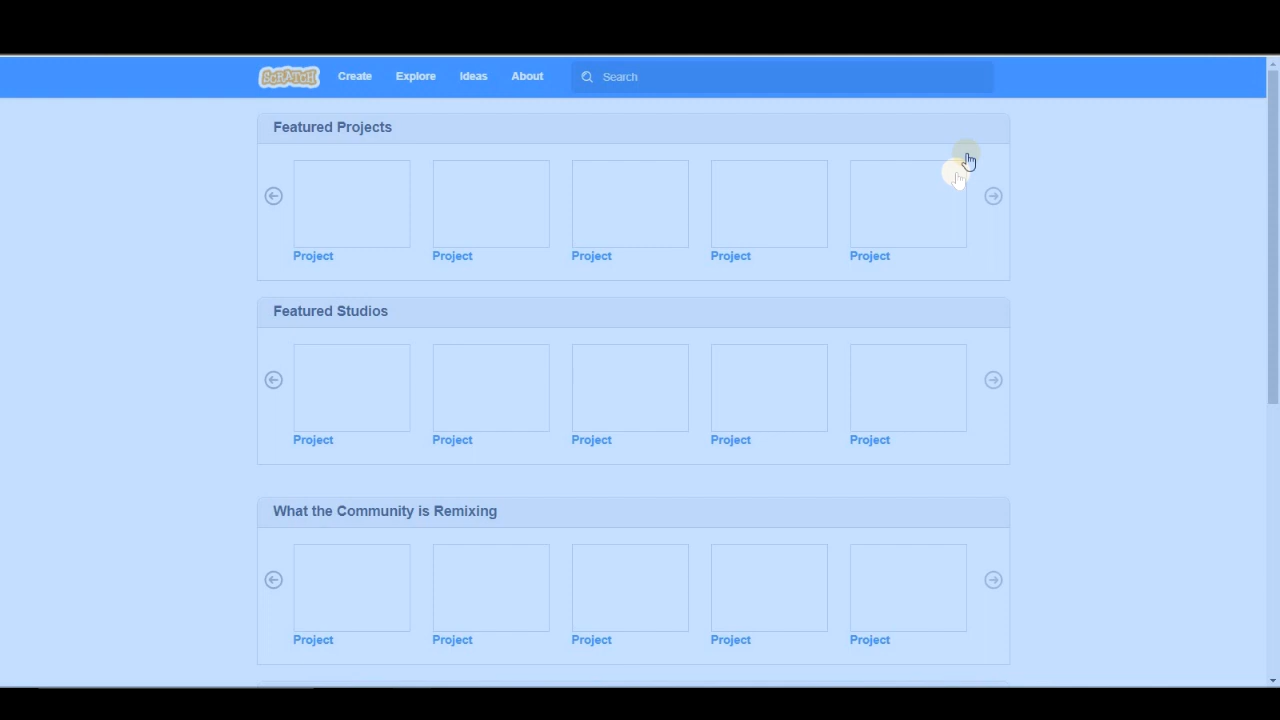 SCRATCH Create Explore Ideas About Search
Featured Projects
Project Project Project Project Project
Featured Studios
Project Project Project Project Project
What the Community is Remixing
Project Project Project Project Project